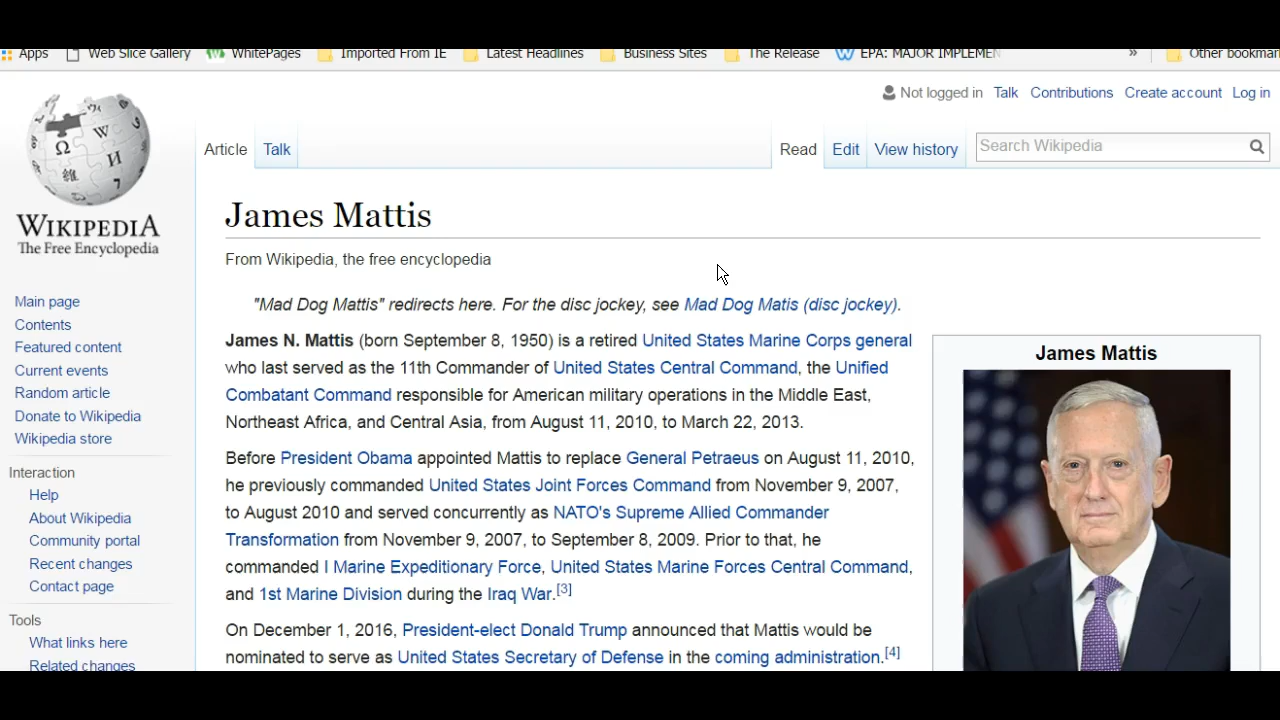 Apps Web Slice Gallery WhitePages Imported From IE Latest Headlines Business Sites The Release EPA: MAJOR IMPLEMEN » Other bookmar
Not logged in Talk Contributions Create account Log in
Article Talk Read Edit View history Search Wikipedia
WIKIPEDIA
The Free Encyclopedia
James Mattis
From Wikipedia, the free encyclopedia
"Mad Dog Mattis" redirects here. For the disc jockey, see Mad Dog Matis (disc jockey).
James N. Mattis (born September 8, 1950) is a retired United States Marine Corps general
who last served as the 11th Commander of United States Central Command, the Unified
Combatant Command responsible for American military operations in the Middle East,
Northeast Africa, and Central Asia, from August 11, 2010, to March 22, 2013.
Before President Obama appointed Mattis to replace General Petraeus on August 11, 2010,
he previously commanded United States Joint Forces Command from November 9, 2007,
to August 2010 and served concurrently as NATO's Supreme Allied Commander
Transformation from November 9, 2007, to September 8, 2009. Prior to that, he
commanded I Marine Expeditionary Force, United States Marine Forces Central Command,
and 1st Marine Division during the Iraq War.[3]
On December 1, 2016, President-elect Donald Trump announced that Mattis would be
nominated to serve as United States Secretary of Defense in the coming administration.[4]
James Mattis
Main page
Contents
Featured content
Current events
Random article
Donate to Wikipedia
Wikipedia store
Interaction
Help
About Wikipedia
Community portal
Recent changes
Contact page
Tools
What links here
Related changes